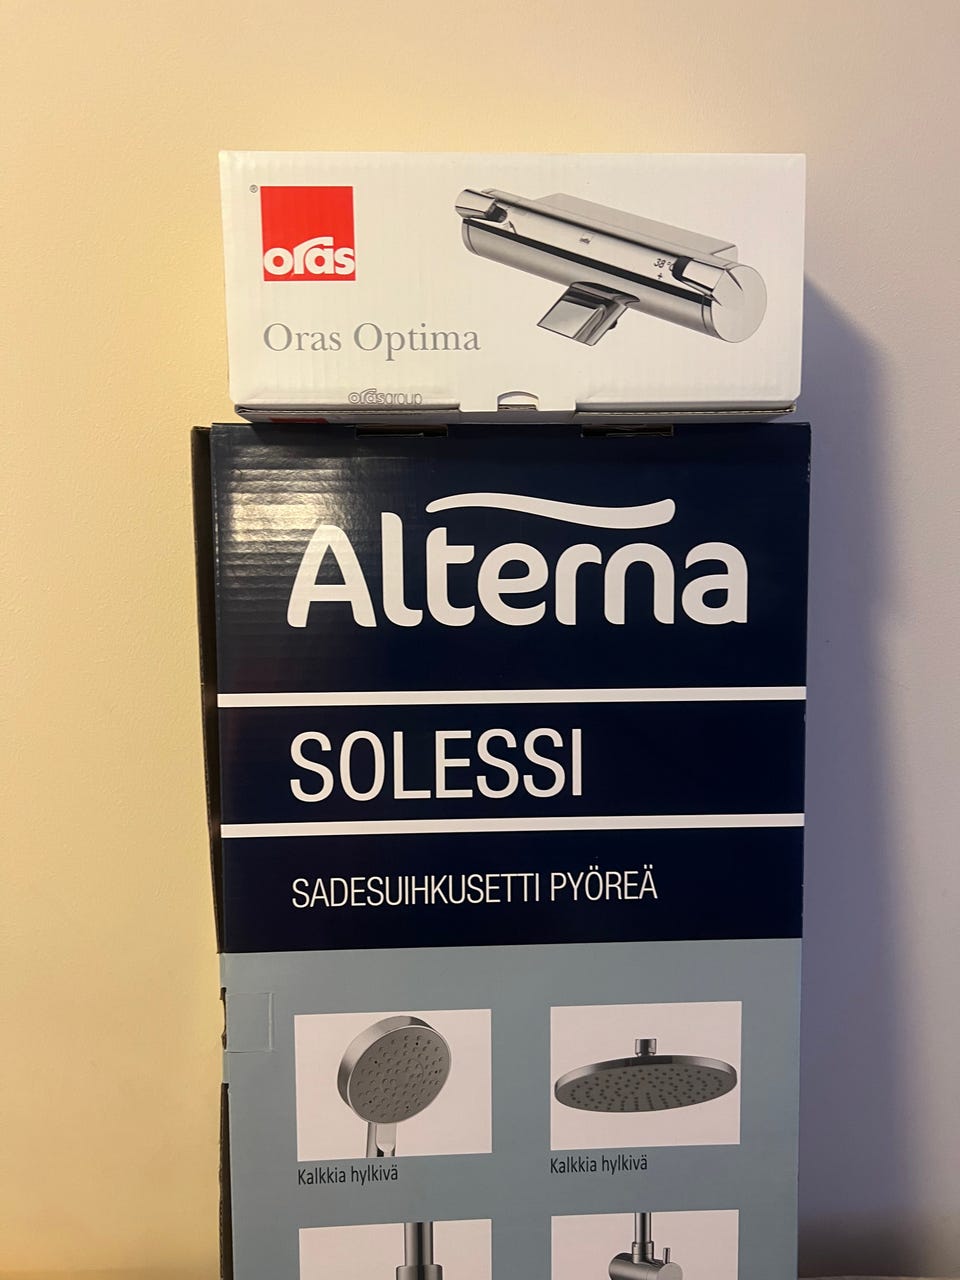 ®
oras
38°
+
Oras Optima
orasgroup
Alterna
SOLESSI
SADESUIHKUSETTI PYÖREÄ
Kalkkia hylkivä
Kalkkia hylkivä